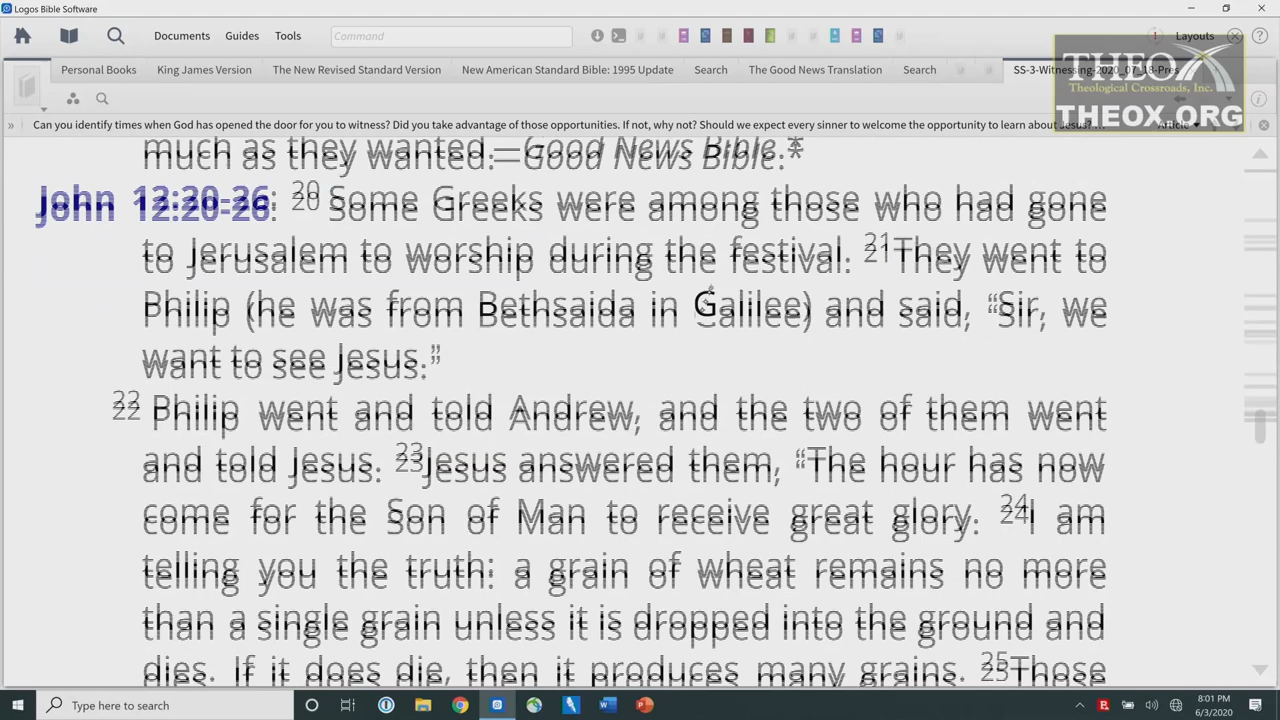 Logos Bible Software
Documents Guides Tools Command Layouts
Personal Books King James Version The New Revised Sta New American Standard Bible: 1995 Update Search The Good News Translation Search SS-3-Witnessing-2020_07_18-Pres
THEOX
Theological Crossroads, Inc.
THEOX.ORG
Can you identify times when God has opened the door for you to witness? Did you take advantage of those opportunities. If not, why not? Should we expect every sinner to welcome the opportunity to learn about Jesus?... Article
much as they wanted.—Good News Bible.*
John 12:20-26: 20 Some Greeks were among those who had gone
to Jerusalem to worship during the festival. 21 They went to
Philip (he was from Bethsaida in Galilee) and said, “Sir, we
want to see Jesus.”
22 Philip went and told Andrew, and the two of them went
and told Jesus. 23 Jesus answered them, “The hour has now
come for the Son of Man to receive great glory. 24 I am
telling you the truth: a grain of wheat remains no more
than a single grain unless it is dropped into the ground and
dies. If it does die, then it produces many grains. 25 Those
Type here to search
8:01 PM
6/3/2020